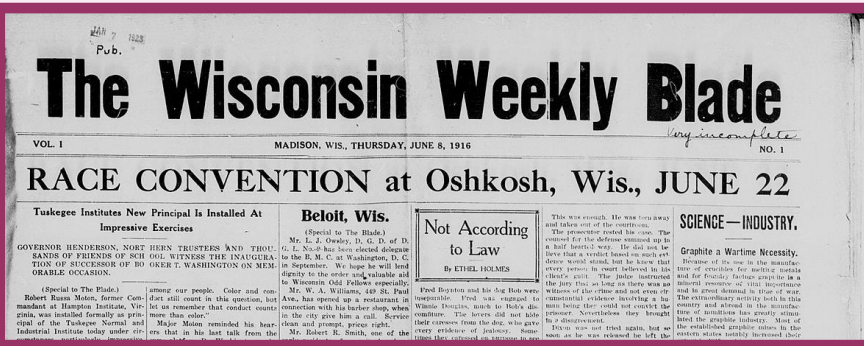 JAN 7 1923
Pub.
The Wisconsin Weekly Blade
Very incomplete
VOL. I
MADISON, WIS., THURSDAY, JUNE 8, 1916
NO. 1
RACE CONVENTION at Oshkosh, Wis., JUNE 22
Tuskegee Institutes New Principal Is Installed At
Impressive Exercises
GOVERNOR HENDERSON, NORT
SANDS OF FRIENDS OF SCH
TION OF SUCCESSOR OF BO
ORABLE OCCASION.
HERN TRUSTEES AND THOU-
OOL WITNESS THE INAUGURA-
OKER T. WASHINGTON ON MEM-
(Special to The Blade.)
Robert Russa Moton, former Com-
mandant at Hampton Institute, Vir-
ginia, was installed formally as prin-
cipal of the Tuskegee Normal and
Industrial Institute today under cir-
among our people. Color and con-
duct still count in this question, but
let us remember that conduct counts
more than color."
Major Moton reminded his hear-
ers that in his last talk from the
Beloit, Wis.
(Special to The Blade.)
Mr. L. J. Owsley, D. G. D. of D.
G. L. No. 9 has been elected delegate
to the B. M. C. at Washington, D. C.
in September. We hope he will lend
dignity to the order and valuable aid
to Wisconsin Odd Fellows especially.
Mr. W. A. Williams, 449 St. Paul
Ave., has opened up a restaurant in
connection with his barber shop, when
in the city give him a call. Service
clean and prompt, prices right.
Mr. Robert R. Smith, one of the
Not According
to Law
By ETHEL HOLMES
Fred Boynton and his dog Bob were
inseparable. Fred was engaged to
Winnie Douglas, much to Bob's dis-
comfiture. The lovers did not hide
their caresses from the dog, who gave
every evidence of jealousy. Some-
times they caressed on purpose to see
This was enough. He was torn away
and taken out of the courtroom.
The prosecutor rested his case. The
counsel for the defense summed up in
a half hearted way. He did not be
lieve that a verdict based on such evi
dence would stand, but he knew that
every person in court believed in his
client's guilt. The judge instructed
the jury that so long as there was no
witness of the crime and not even cir
cumstantial evidence involving a hu
man being they could not convict the
prisoner. Nevertheless they brought
in a disagreement.
Dixon was not tried again, but so
soon as he was released he left the
SCIENCE—INDUSTRY.
Graphite a Wartime Necessity.
Because of its use in the manufac-
ture of crucibles for melting metals
and for foundry facings graphite is a
mineral resource of vital importance
and in great demand in time of war.
The extraordinary activity both in this
country and abroad in the manufac-
ture of munitions has greatly stimu-
lated the graphite industry. Most of
the established graphite mines in the
eastern states notably increased their